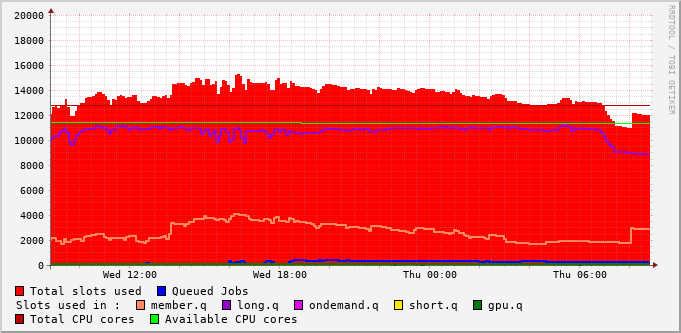 RRDTOOL / TOBI OETIKER
20000
18000
16000
14000
12000
10000
8000
6000
4000
2000
0
Wed 12:00 Wed 18:00 Thu 00:00 Thu 06:00
Total slots used Queued Jobs
Slots used in : member.q long.q ondemand.q short.q gpu.q
Total CPU cores Available CPU cores